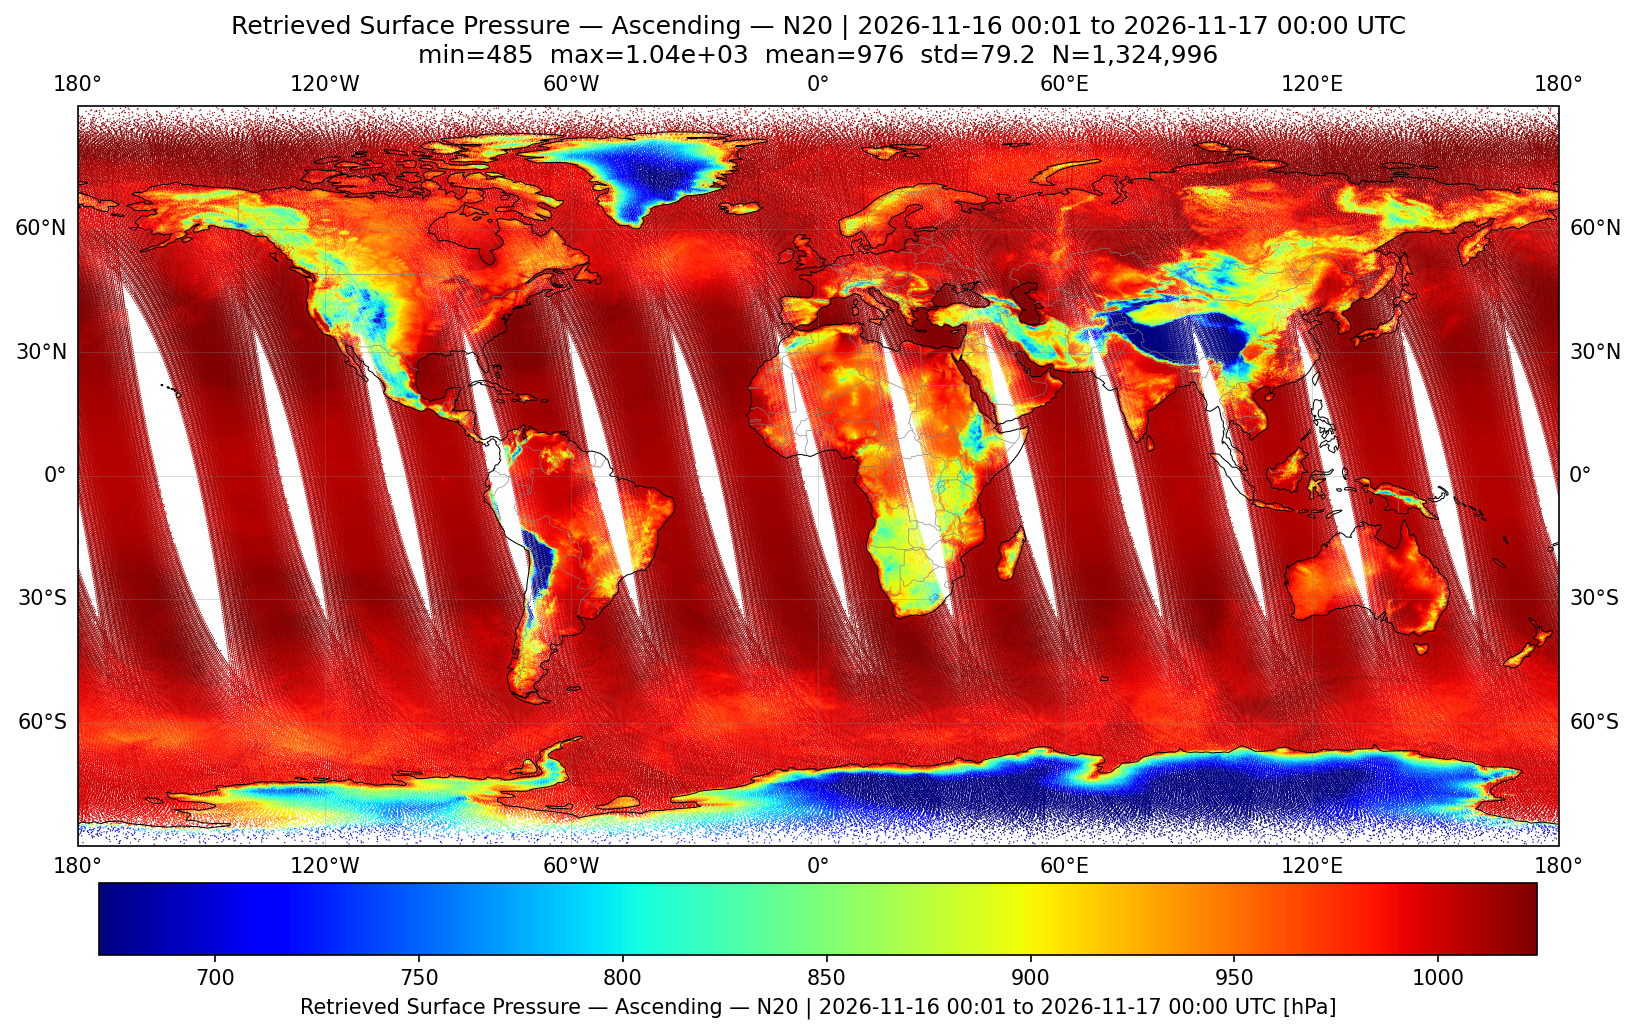 Retrieved Surface Pressure — Ascending — N20 | 2026-11-16 00:01 to 2026-11-17 00:00 UTC
min=485 max=1.04e+03 mean=976 std=79.2 N=1,324,996
180° 120°W 60°W 0° 60°E 120°E 180°
60°N 60°N
30°N 30°N
0° 0°
30°S 30°S
60°S 60°S
180° 120°W 60°W 0° 60°E 120°E 180°
700 750 800 850 900 950 1000
Retrieved Surface Pressure — Ascending — N20 | 2026-11-16 00:01 to 2026-11-17 00:00 UTC [hPa]